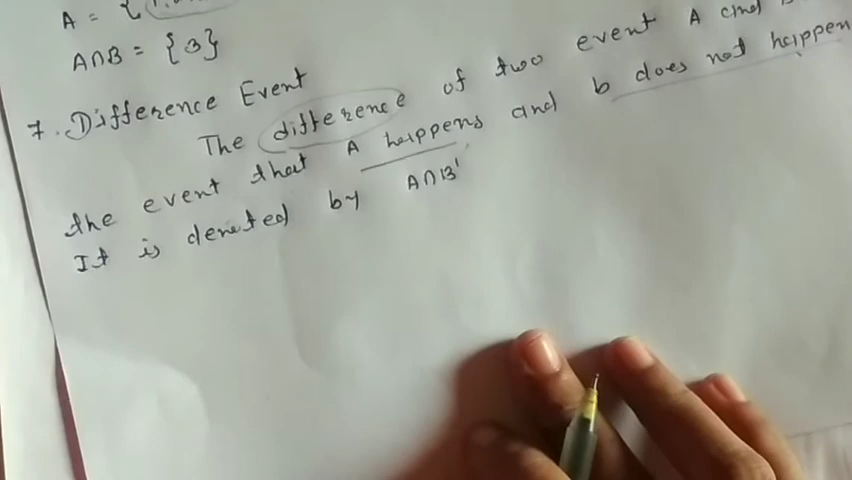 A = {
A∩B = {3}
7. Difference Event
The difference of two event A and
the event that A happens and b does not happen
It is denoted by A∩B'